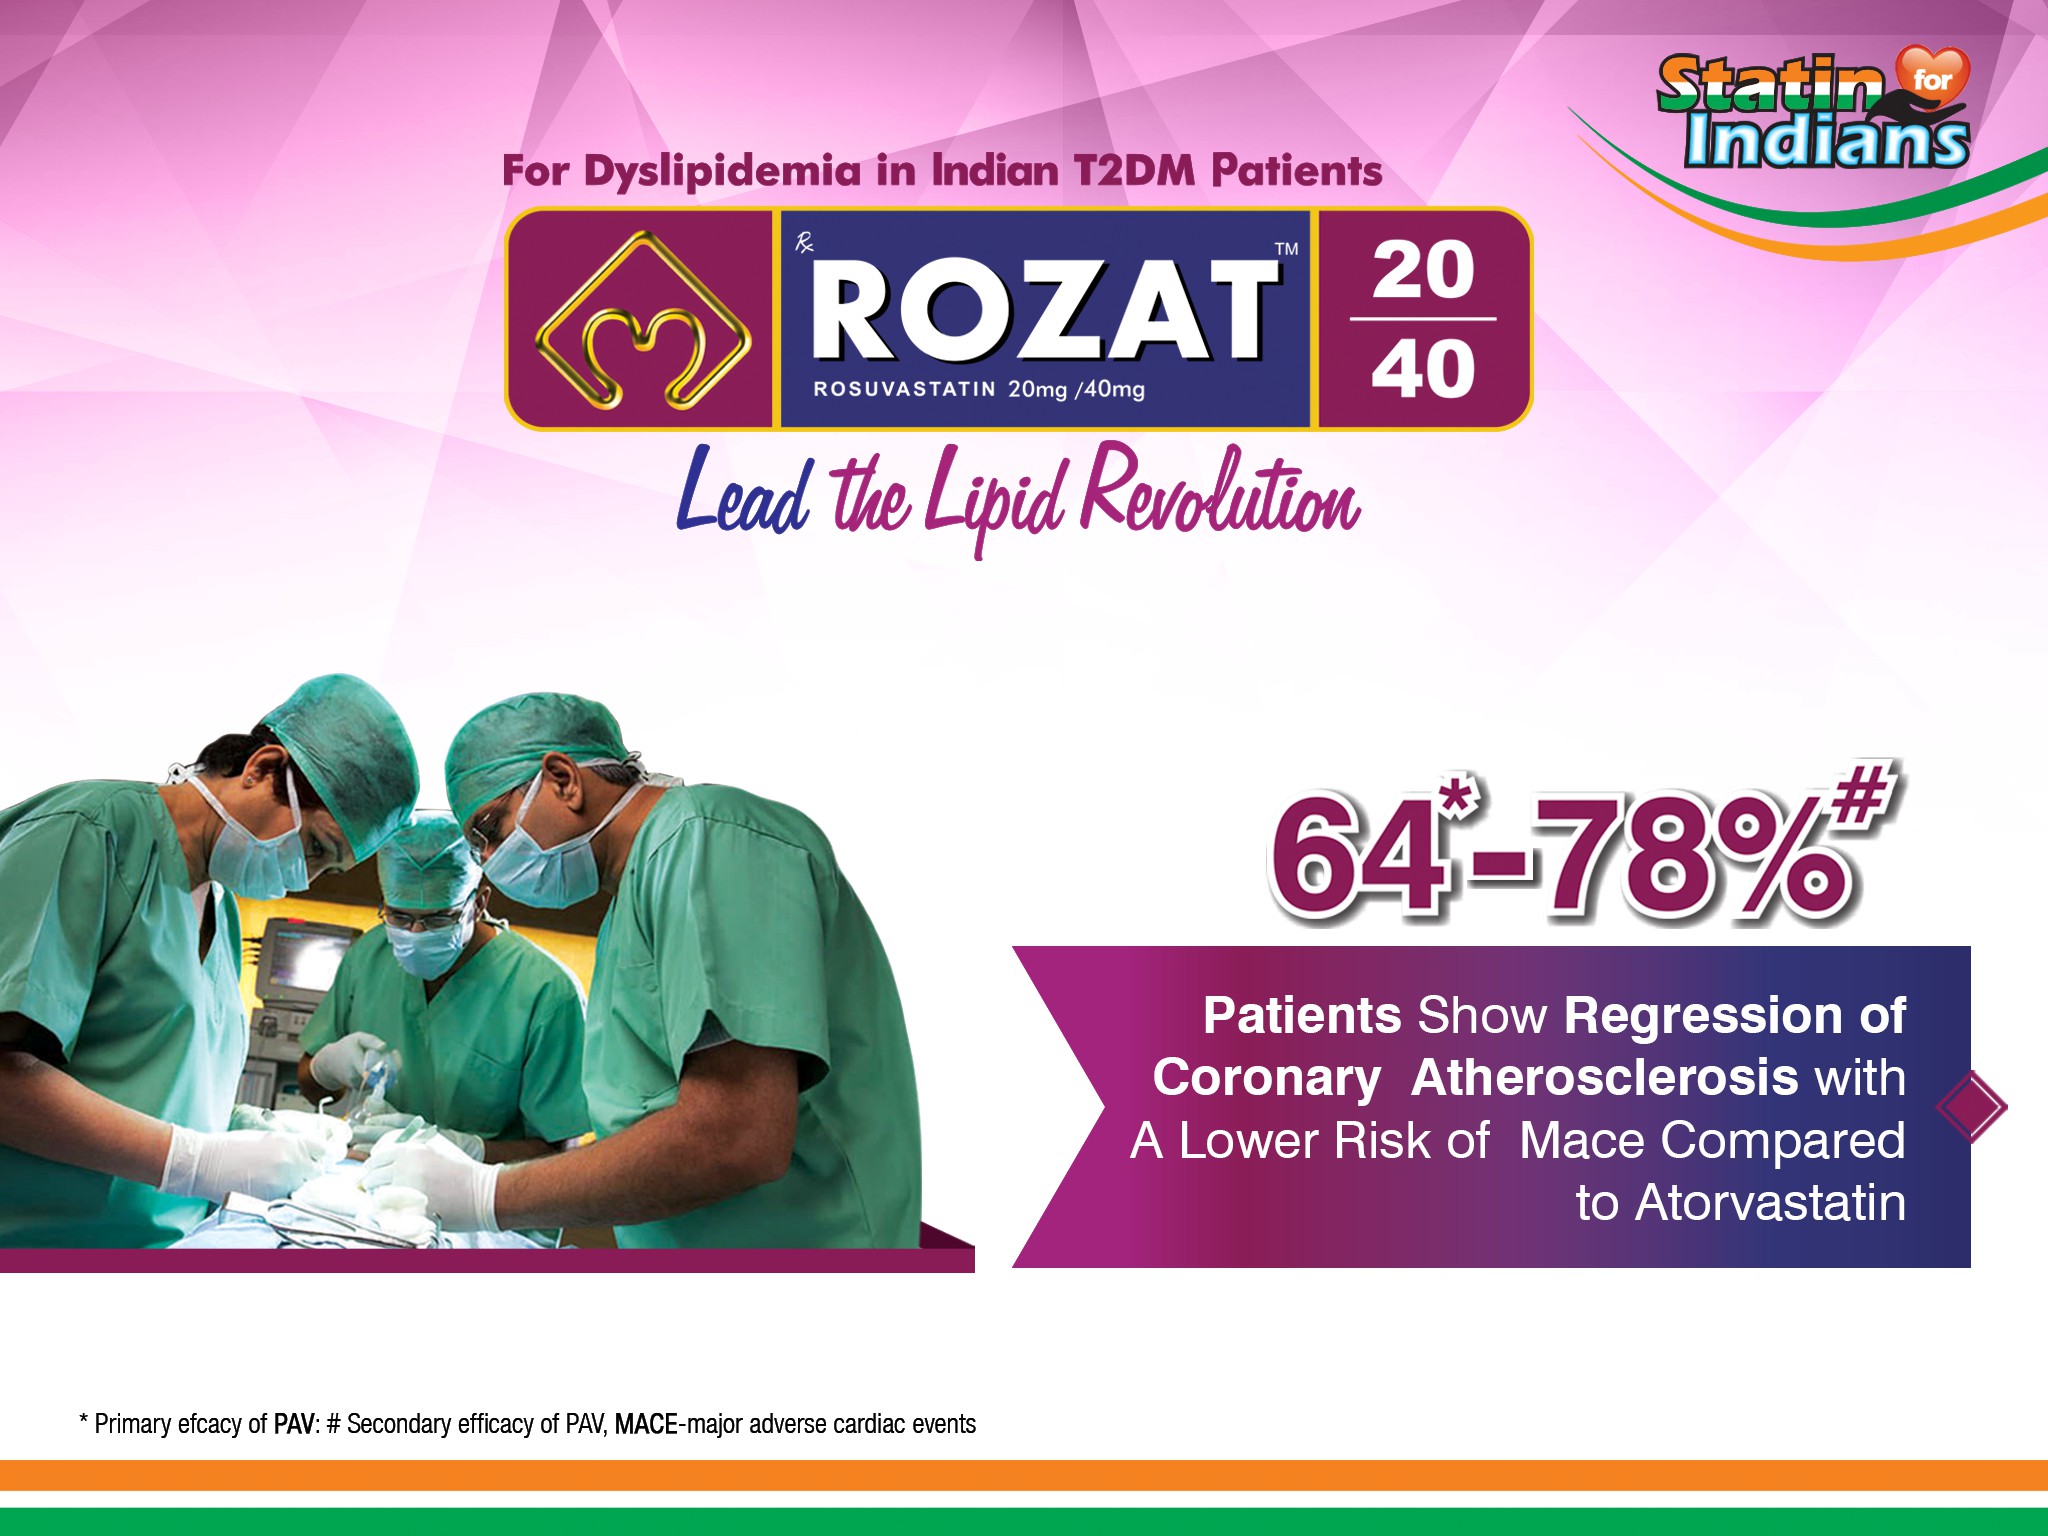 Statin for
Indians
For Dyslipidemia in Indian T2DM Patients
Rx
ROZAT™
20
40
ROSUVASTATIN 20mg /40mg
Lead the Lipid Revolution
64*-78%#
Patients Show Regression of
Coronary Atherosclerosis with
A Lower Risk of Mace Compared
to Atorvastatin
* Primary efcacy of PAV: # Secondary efficacy of PAV, MACE-major adverse cardiac events